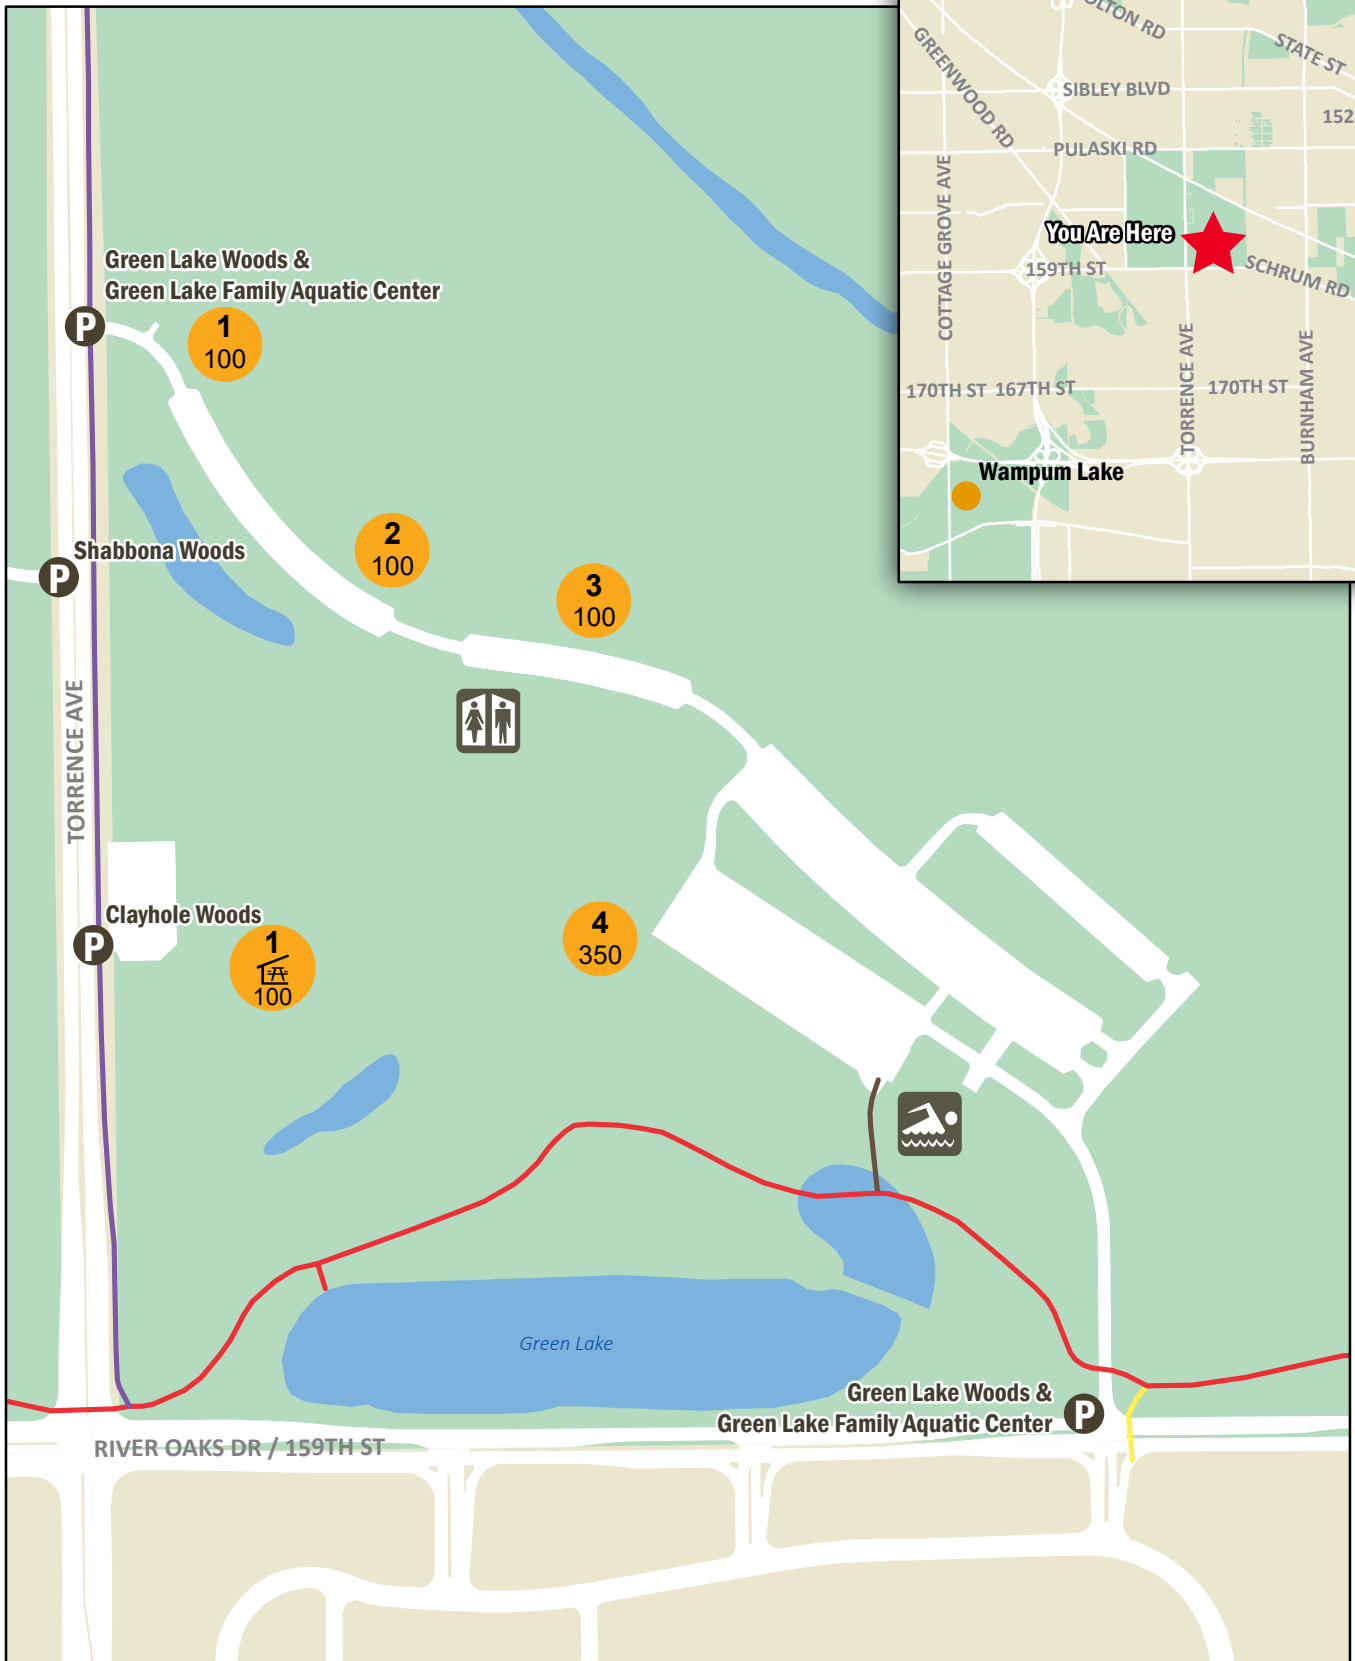 OLTON RD
STATE ST
GREENWOOD RD
SIBLEY BLVD
152
PULASKI RD
COTTAGE GROVE AVE
You Are Here
159TH ST
SCHRUM RD
TORRENCE AVE
BURNHAM AVE
170TH ST
167TH ST
170TH ST
Wampum Lake
Green Lake Woods &
Green Lake Family Aquatic Center
P
1
100
2
100
Shabbona Woods
P
3
100
TORRENCE AVE
Clayhole Woods
P
1
100
4
350
Green Lake
Green Lake Woods &
Green Lake Family Aquatic Center
P
RIVER OAKS DR / 159TH ST